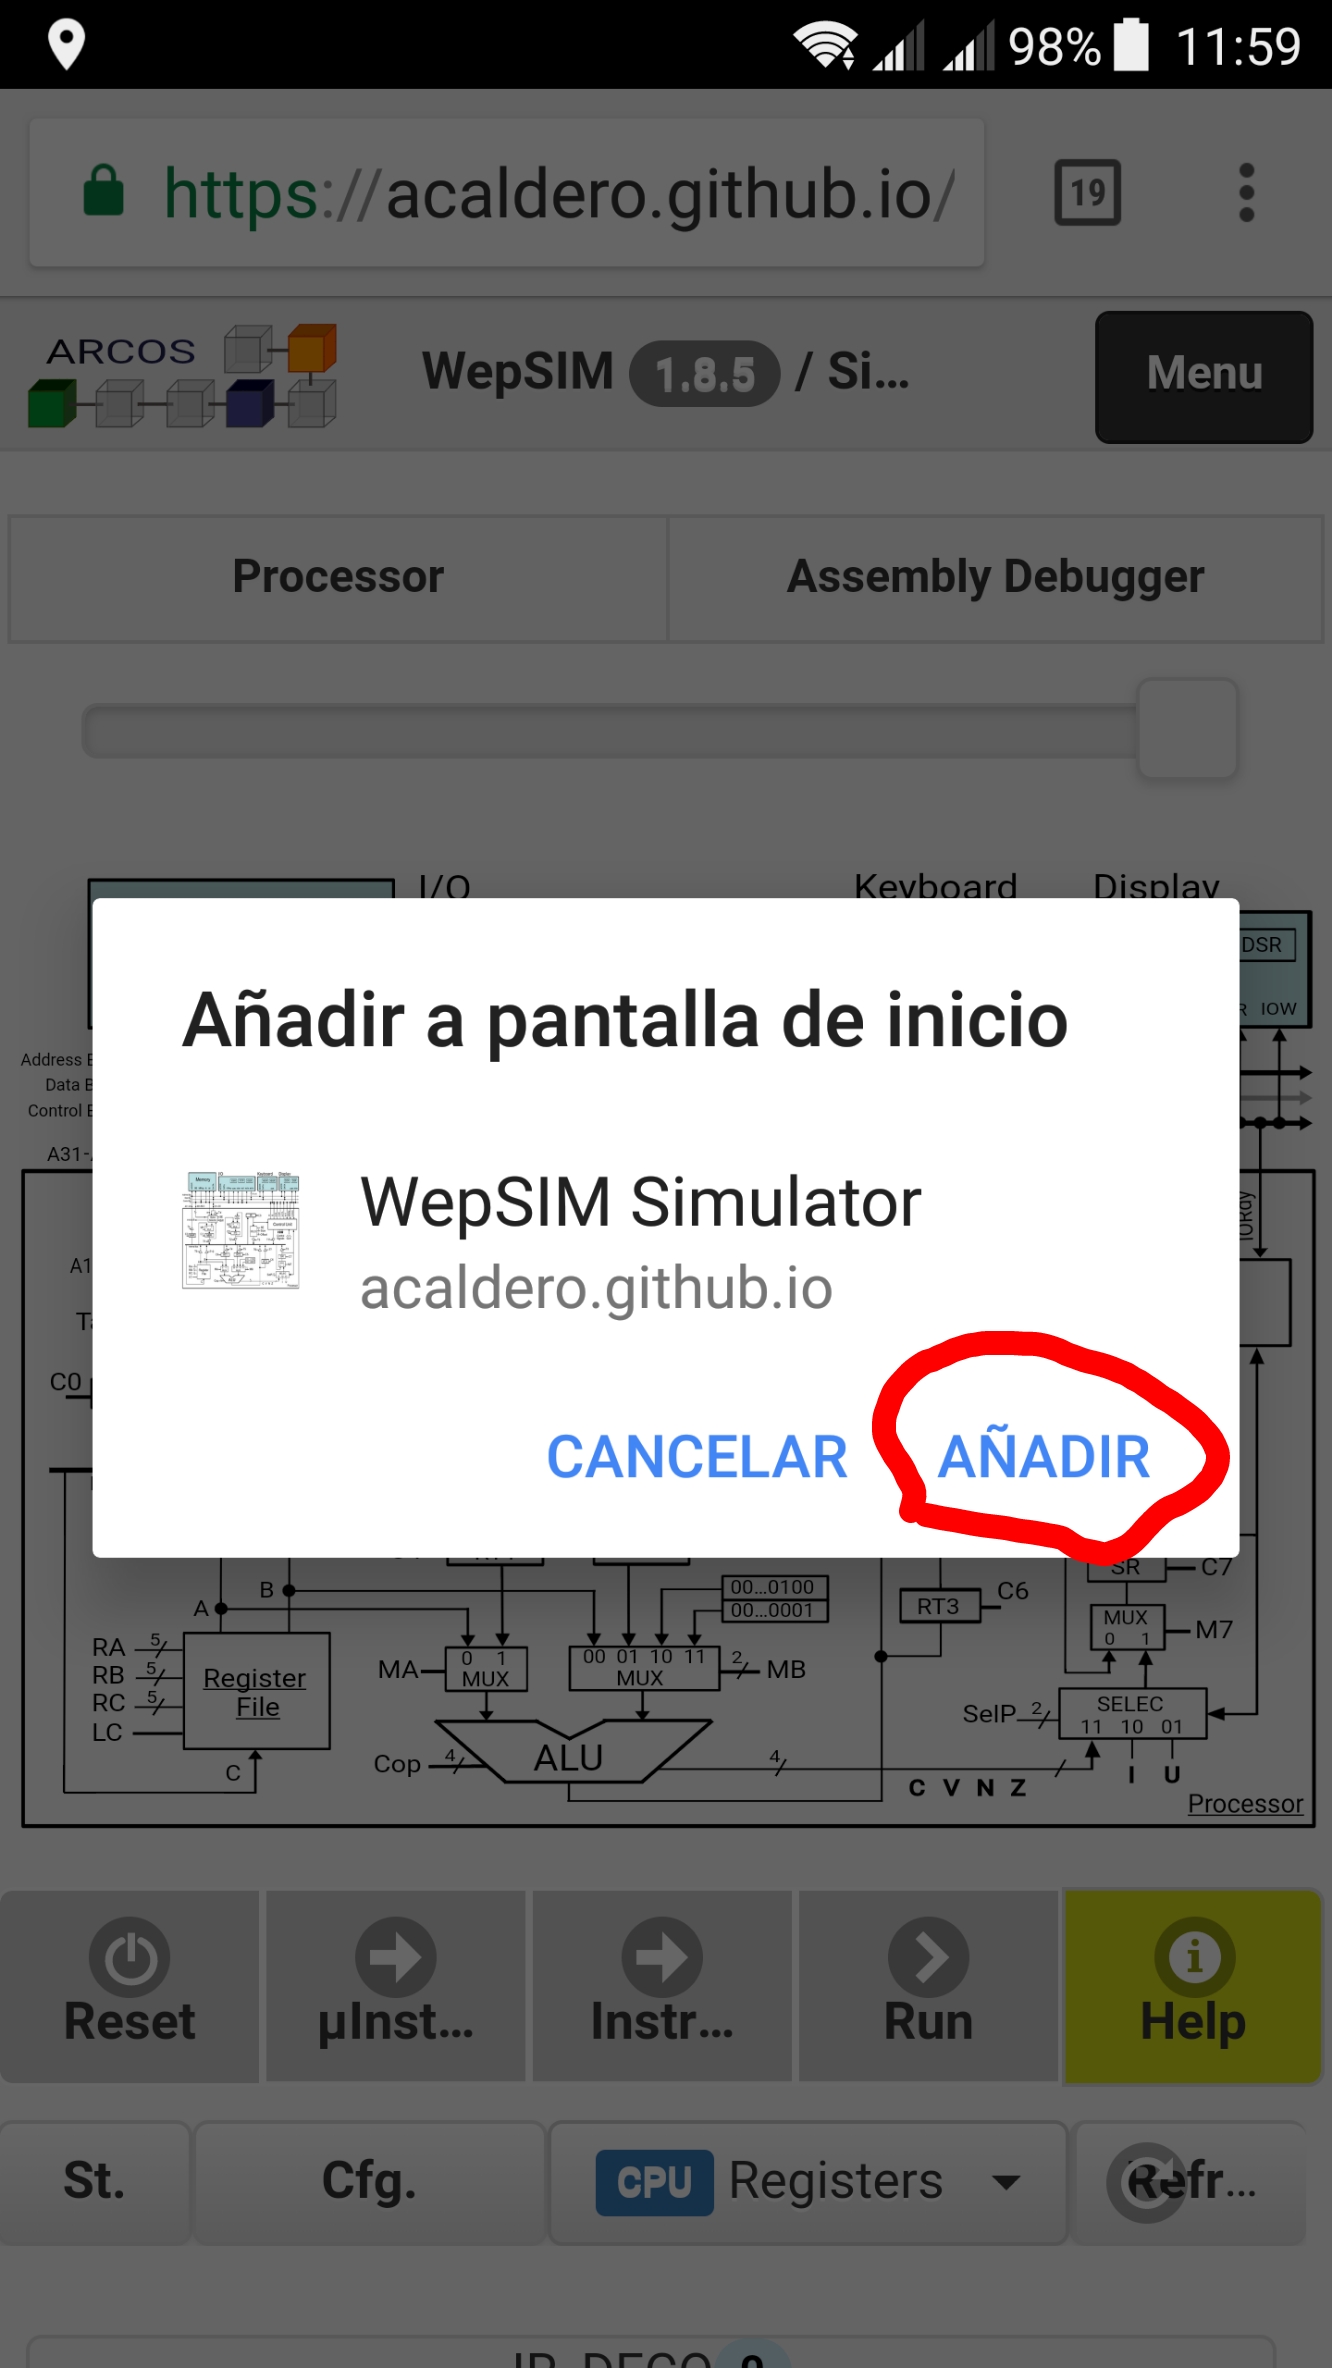 98% 11:59
https://acaldero.github.io/
19
ARCOS
WepSIM 1.8.5 / Si...
Menu
Processor
Assembly Debugger
I/O
Keyboard
Display
DSR
IOW
Address
Data
Control
Añadir a pantalla de inicio
WepSIM Simulator
acaldero.github.io
CANCELAR
AÑADIR
IORdy
C0
SR
C7
B
A
00...0100
00...0001
RT3
C6
MUX
0 1
M7
RA 5
RB 5
RC 5
LC
Register
File
C
MA
0 1
MUX
00 01 10 11
MUX
2
MB
SelP 2
SELEC
11 10 01
Cop 4
ALU
4
C V N Z
I U
Processor
Reset
µInst...
Instr...
Run
Help
St.
Cfg.
CPU Registers
Refr...